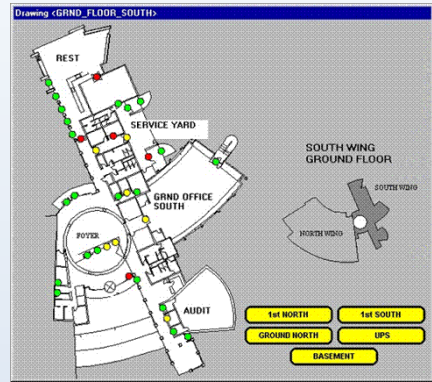 Drawing <GRND_FLOOR_SOUTH>
REST
SERVICE YARD
GRND OFFICE
SOUTH
FOYER
AUDIT
SOUTH WING
GROUND FLOOR
SOUTH WING
NORTH WING
1st NORTH
1st SOUTH
GROUND NORTH
UPS
BASEMENT